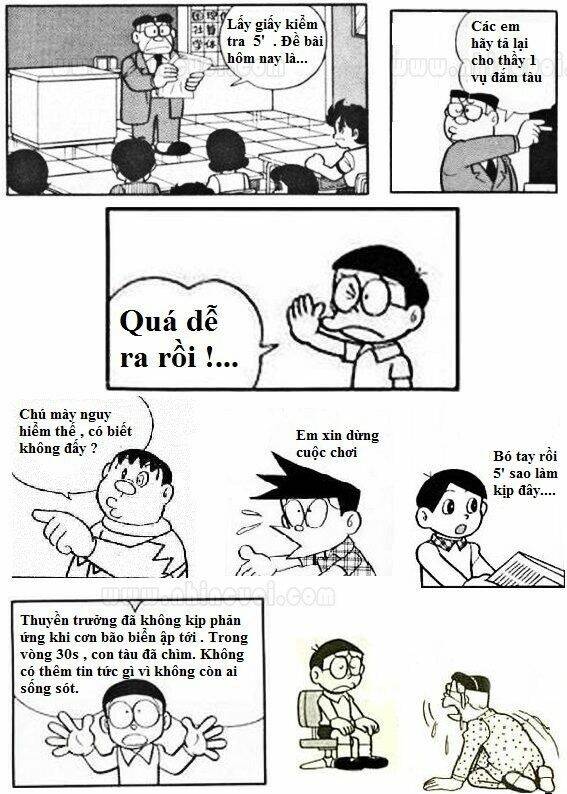 Lấy giấy kiểm
tra 5' . Đề bài
hôm nay là...
Các em
hãy tả lại
cho thầy 1
vụ đắm tàu
Quá dễ
ra rồi !...
Chú mày nguy
hiểm thế , có biết
không đấy ?
Em xin dừng
cuộc chơi
Bó tay rồi
5' sao làm
kịp đây....
Thuyền trưởng đã không kịp phản
ứng khi cơn bão biển ập tới . Trong
vòng 30s , con tàu đã chìm. Không
có thêm tin tức gì vì không còn ai
sống sót.